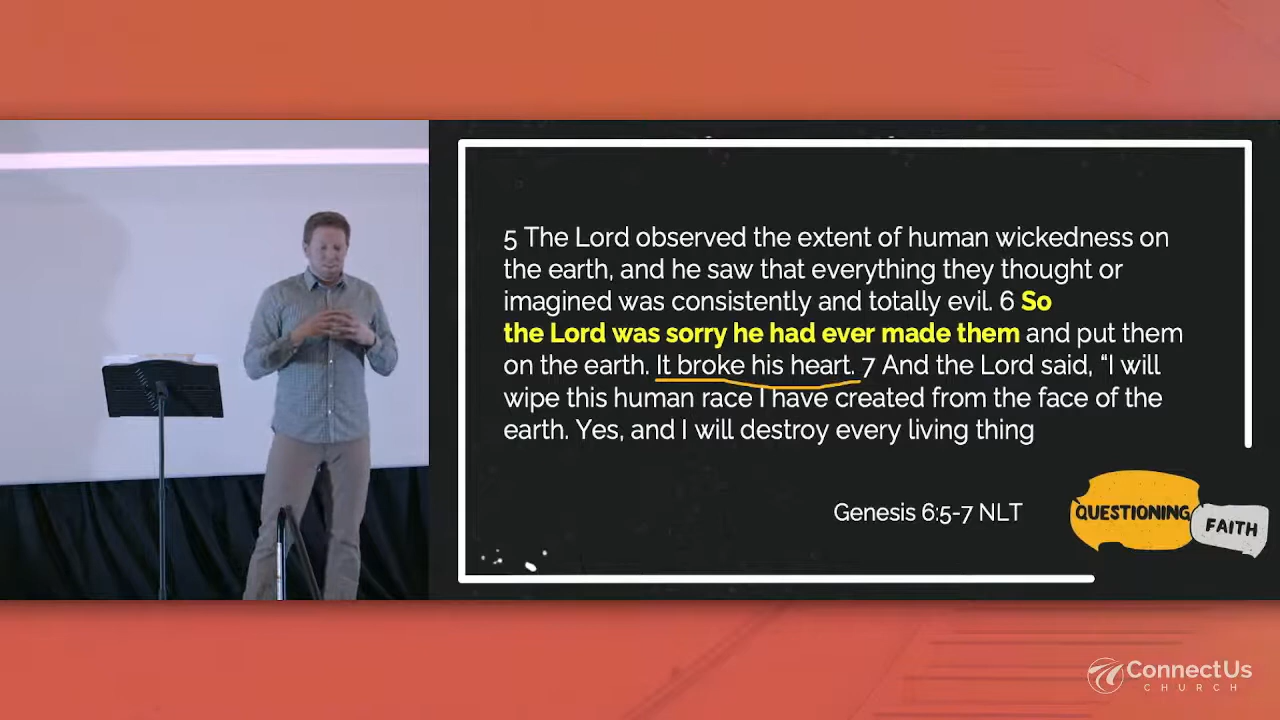 5 The Lord observed the extent of human wickedness on
the earth, and he saw that everything they thought or
imagined was consistently and totally evil. 6 So
the Lord was sorry he had ever made them and put them
on the earth. It broke his heart. 7 And the Lord said, “I will
wipe this human race I have created from the face of the
earth. Yes, and I will destroy every living thing
Genesis 6:5-7 NLT
QUESTIONING
FAITH
ConnectUs
CHURCH